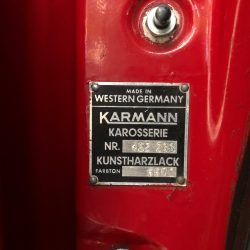 MADE IN
WESTERN GERMANY
KARMANN
KAROSSERIE
NR.
KUNSTHARZLACK
FARBTON